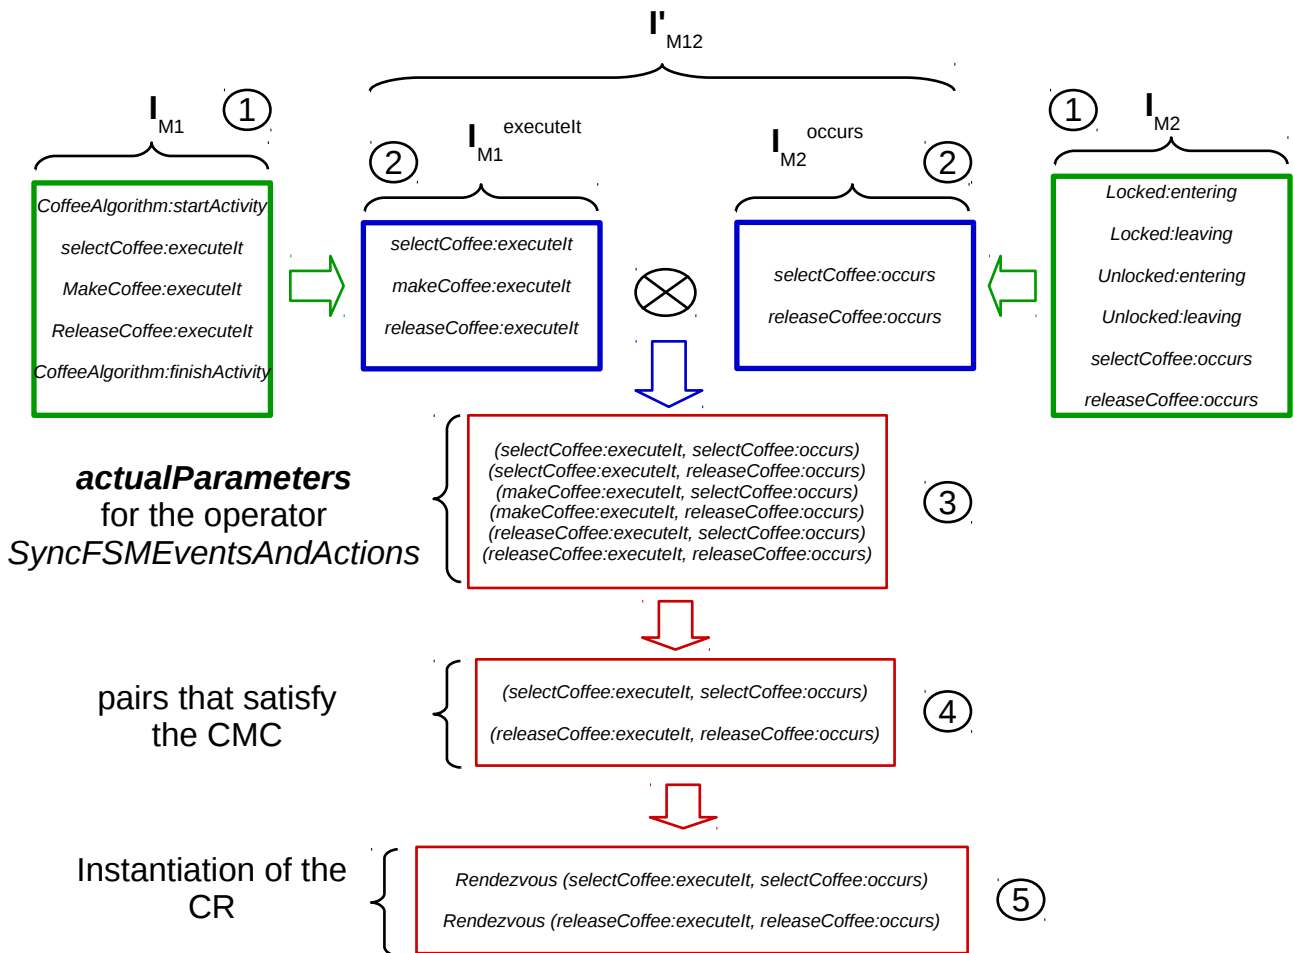 I'M12
IM1
1
IM1 executeIt
2
IM2 occurs
2
1
IM2
CoffeeAlgorithm:startActivity
selectCoffee:executeIt
MakeCoffee:executeIt
ReleaseCoffee:executeIt
CoffeeAlgorithm:finishActivity
selectCoffee:executeIt
makeCoffee:executeIt
releaseCoffee:executeIt
selectCoffee:occurs
releaseCoffee:occurs
Locked:entering
Locked:leaving
Unlocked:entering
Unlocked:leaving
selectCoffee:occurs
releaseCoffee:occurs
actualParameters
for the operator
SyncFSMEventsAndActions
(selectCoffee:executeIt, selectCoffee:occurs)
(selectCoffee:executeIt, releaseCoffee:occurs)
(makeCoffee:executeIt, selectCoffee:occurs)
(makeCoffee:executeIt, releaseCoffee:occurs)
(releaseCoffee:executeIt, selectCoffee:occurs)
(releaseCoffee:executeIt, releaseCoffee:occurs)
3
pairs that satisfy
the CMC
(selectCoffee:executeIt, selectCoffee:occurs)
(releaseCoffee:executeIt, releaseCoffee:occurs)
4
Instantiation of the
CR
Rendezvous (selectCoffee:executeIt, selectCoffee:occurs)
Rendezvous (releaseCoffee:executeIt, releaseCoffee:occurs)
5